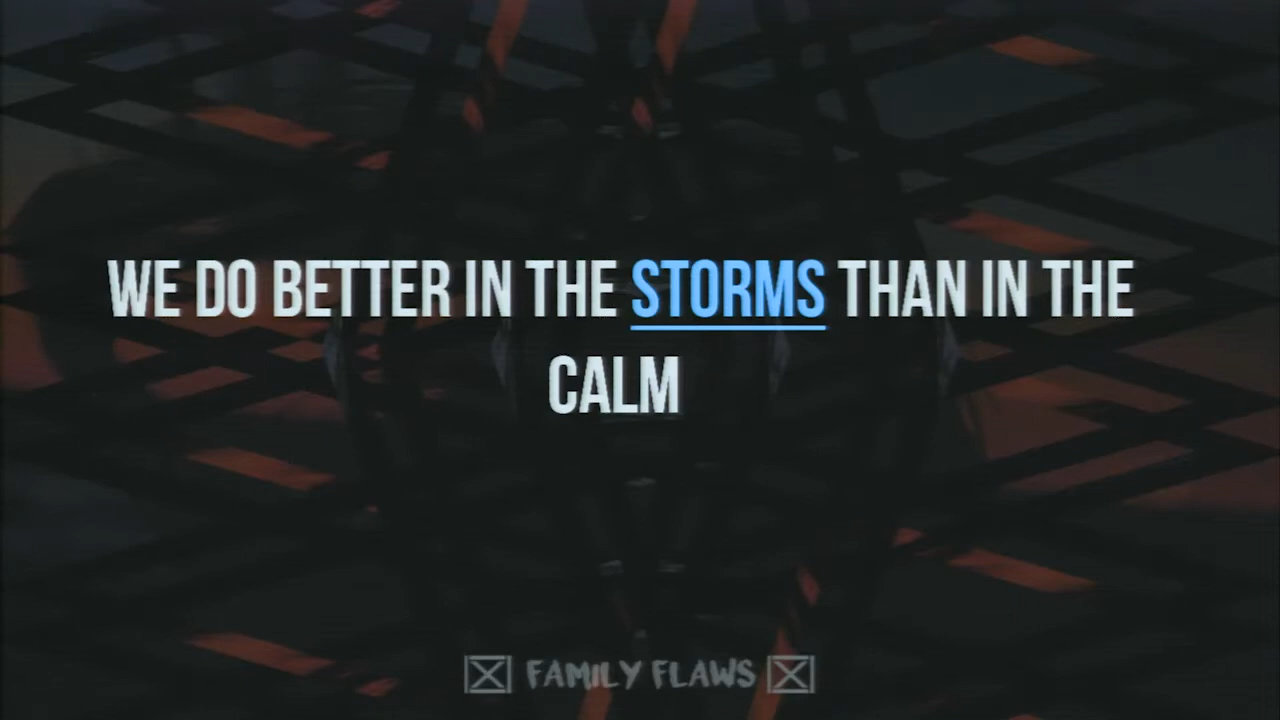 WE DO BETTER IN THE STORMS THAN IN THE
CALM
FAMILY FLAWS